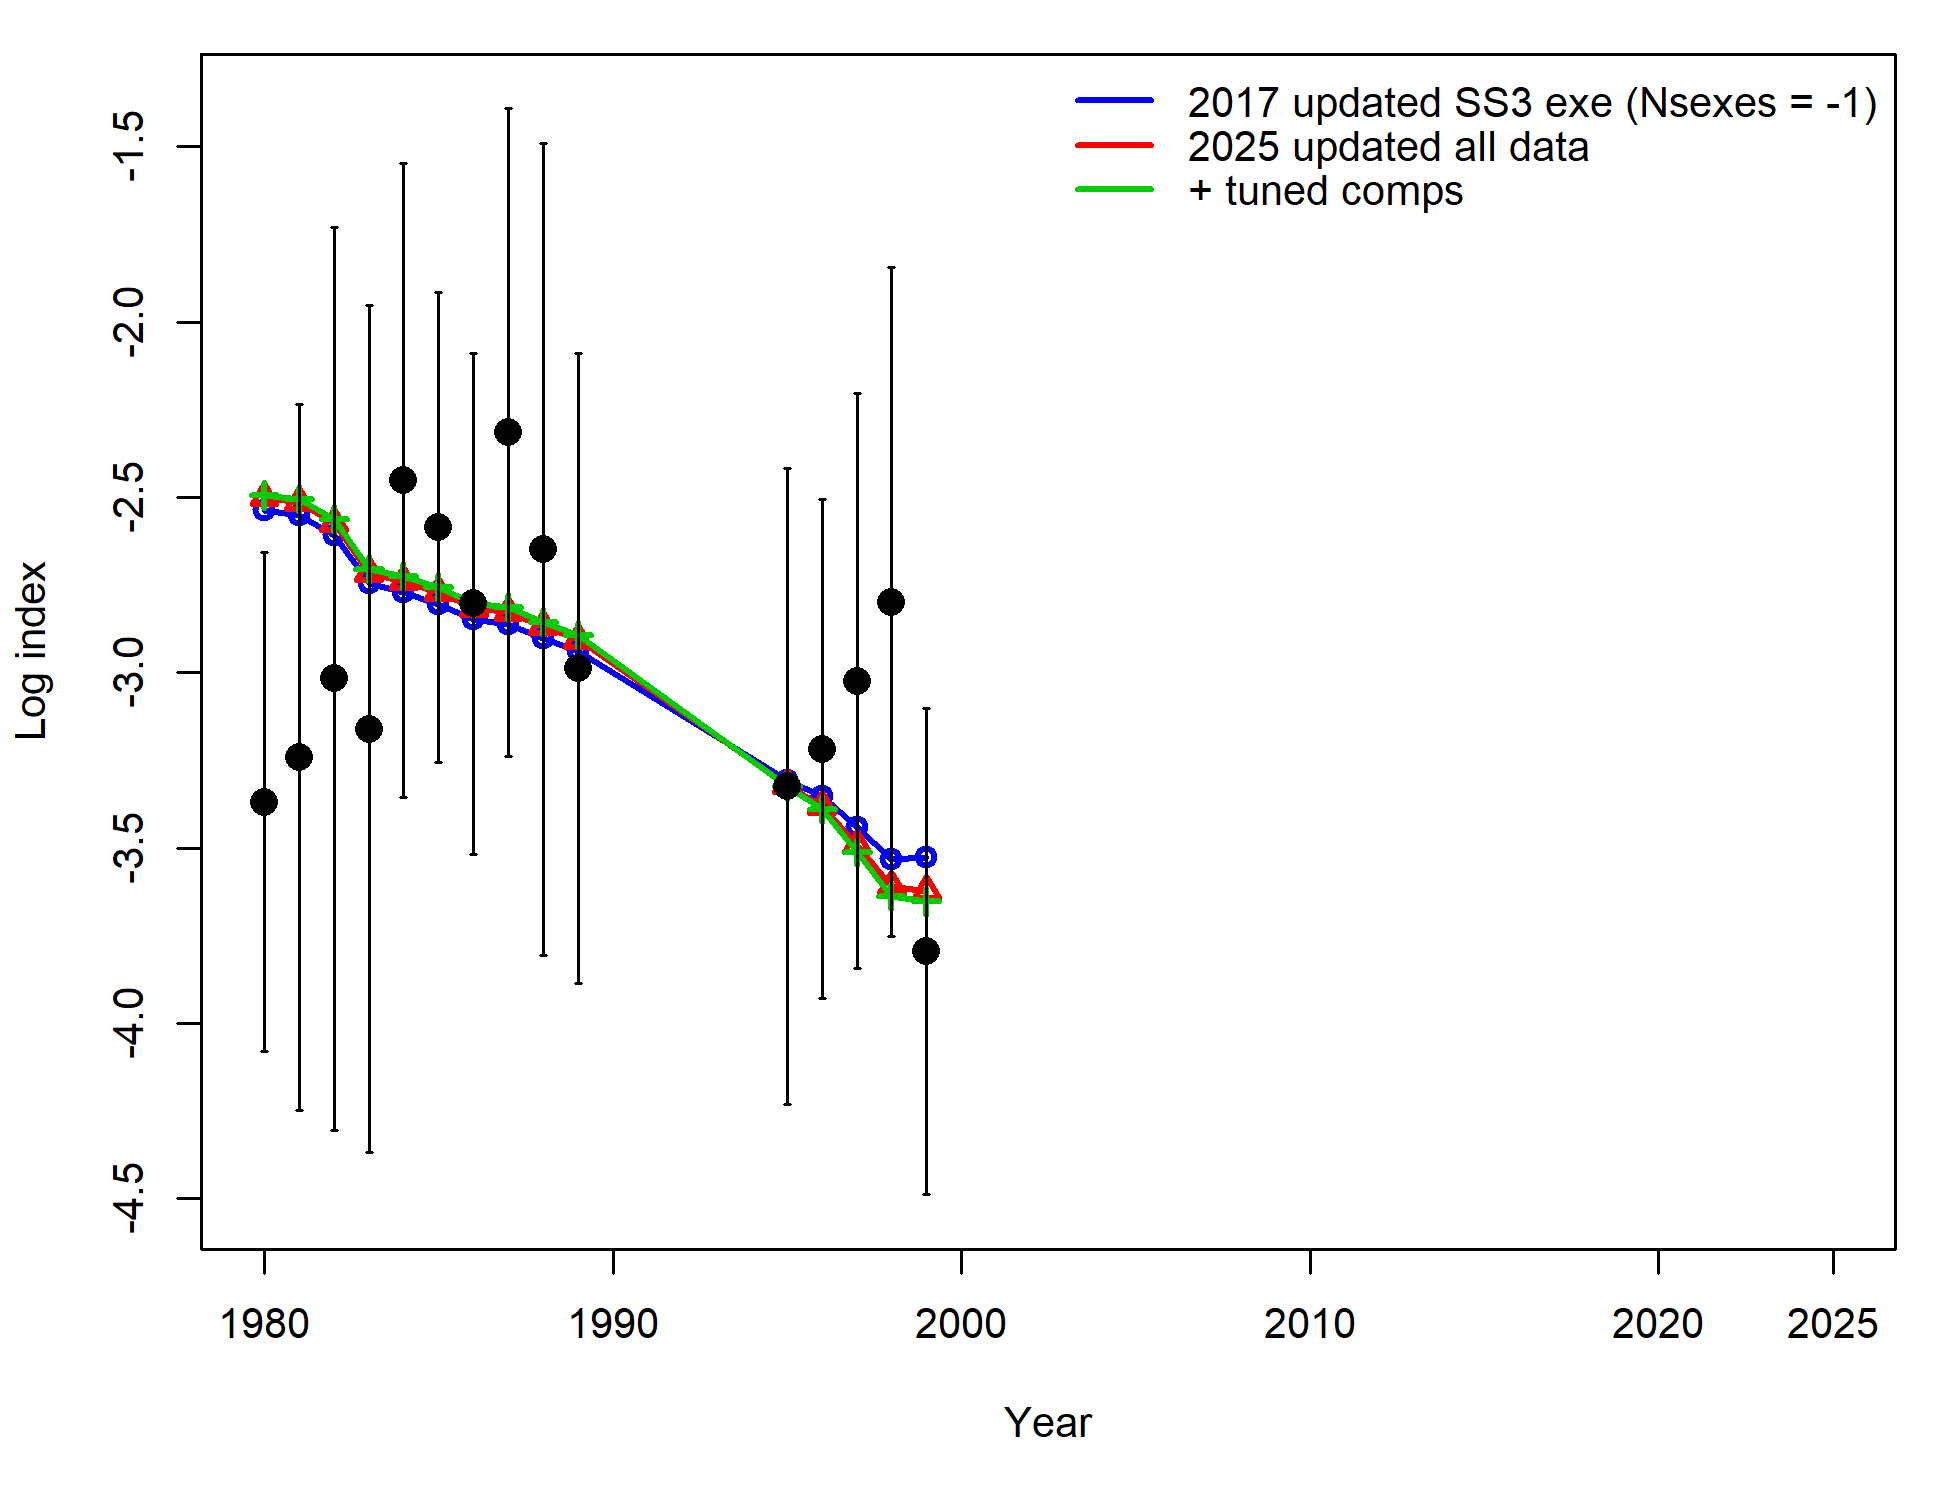 2017 updated SS3 exe (Nsexes = -1)
2025 updated all data
+ tuned comps
Log index
-1.5
-2.0
-2.5
-3.0
-3.5
-4.0
-4.5
1980 1990 2000 2010 2020 2025
Year